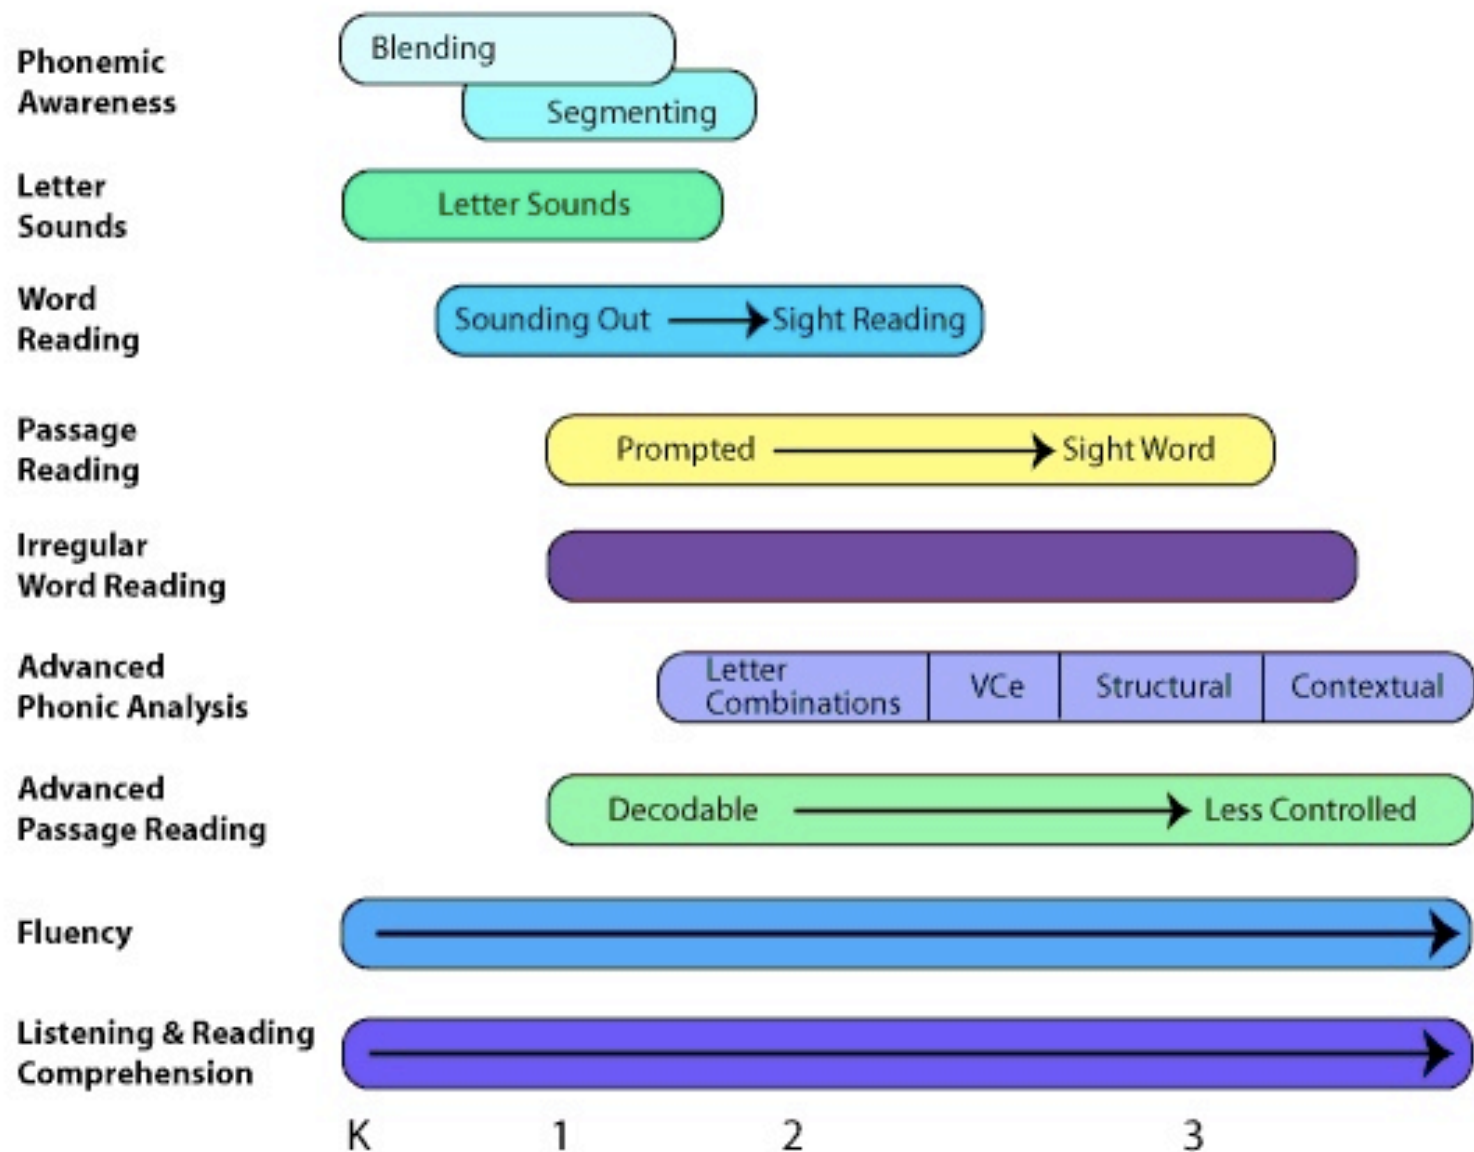 Phonemic
Awareness
Blending
Segmenting
Letter
Sounds
Letter Sounds
Word
Reading
Sounding Out
Sight Reading
Passage
Reading
Prompted
Sight Word
Irregular
Word Reading
Advanced
Phonic Analysis
Letter
Combinations
VCe
Structural
Contextual
Advanced
Passage Reading
Decodable
Less Controlled
Fluency
Listening & Reading
Comprehension
K 1 2 3